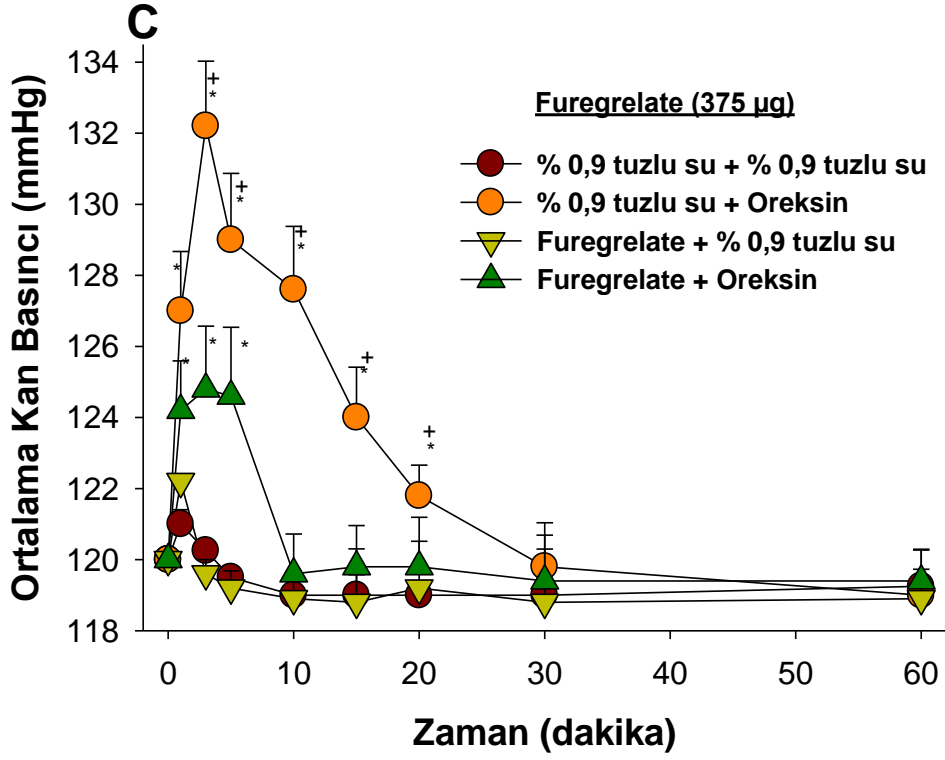 C
Ortalama Kan Basıncı (mmHg)
134
132
130
128
126
124
122
120
118
Furegrelate (375 µg)
% 0,9 tuzlu su + % 0,9 tuzlu su
% 0,9 tuzlu su + Oreksin
Furegrelate + % 0,9 tuzlu su
Furegrelate + Oreksin
+
*
+
*
*
+
*
*
*
*
+
*
+
*
0 10 20 30 40 50 60
Zaman (dakika)